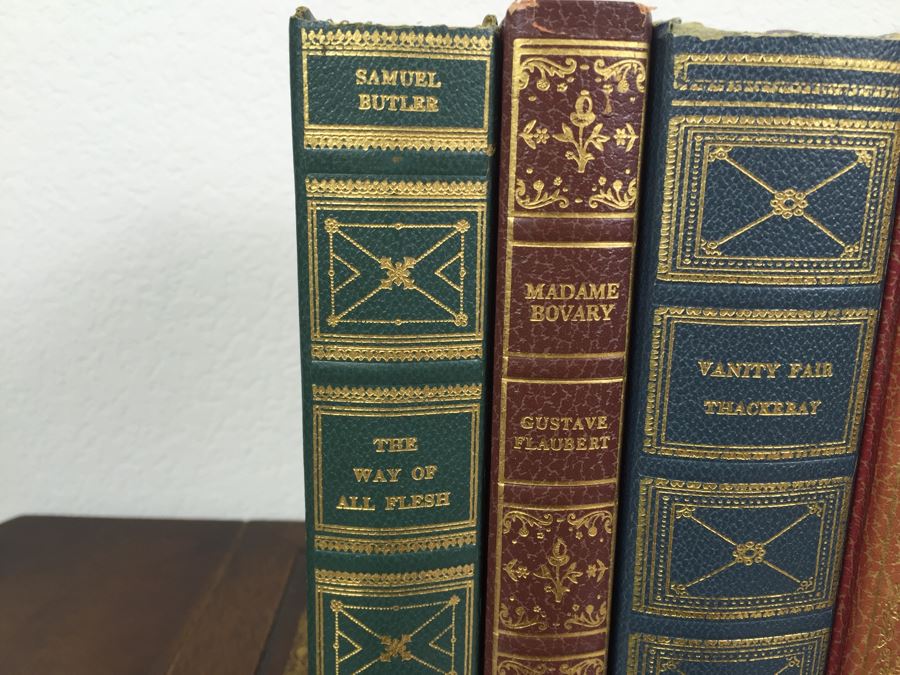 SAMUEL
BUTLER
THE
WAY OF
ALL FLESH
MADAME
BOVARY
GUSTAVE
FLAUBERT
VANITY FAIR
THACKERAY